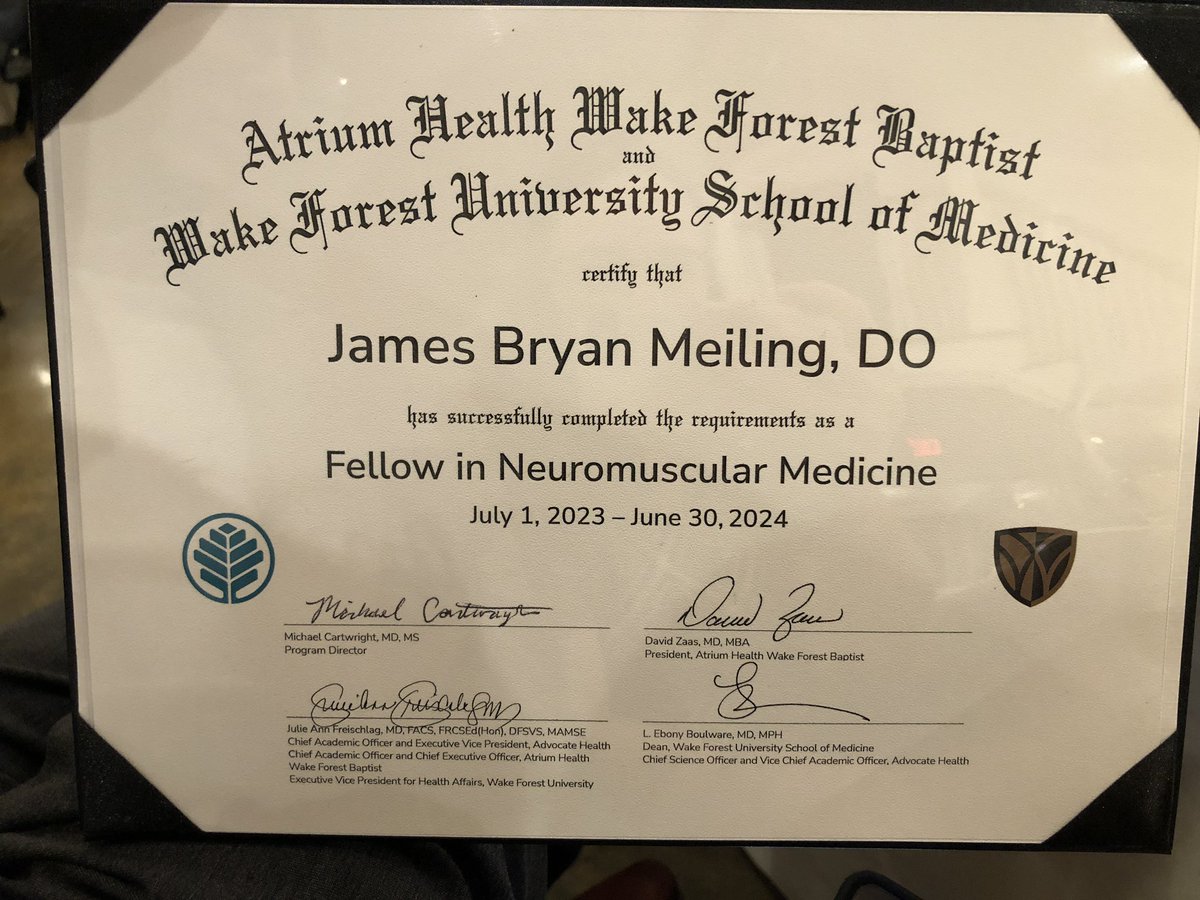 Atrium Health Wake Forest Baptist
and
Wake Forest University School of Medicine
certify that
James Bryan Meiling, DO
has successfully completed the requirements as a
Fellow in Neuromuscular Medicine
July 1, 2023 – June 30, 2024
Michael Cartwright
Michael Cartwright, MD, MS
Program Director
David Zaas
David Zaas, MD, MBA
President, Atrium Health Wake Forest Baptist
Julie Ann Freischlag, MD, FACS, FRCSEd(Hon), DFSVS, MAMSE
Chief Academic Officer and Executive Vice President, Advocate Health
Chief Academic Officer and Chief Executive Officer, Atrium Health
Wake Forest Baptist
Executive Vice President for Health Affairs, Wake Forest University
L. Ebony Boulware, MD, MPH
Dean, Wake Forest University School of Medicine
Chief Science Officer and Vice Chief Academic Officer, Advocate Health